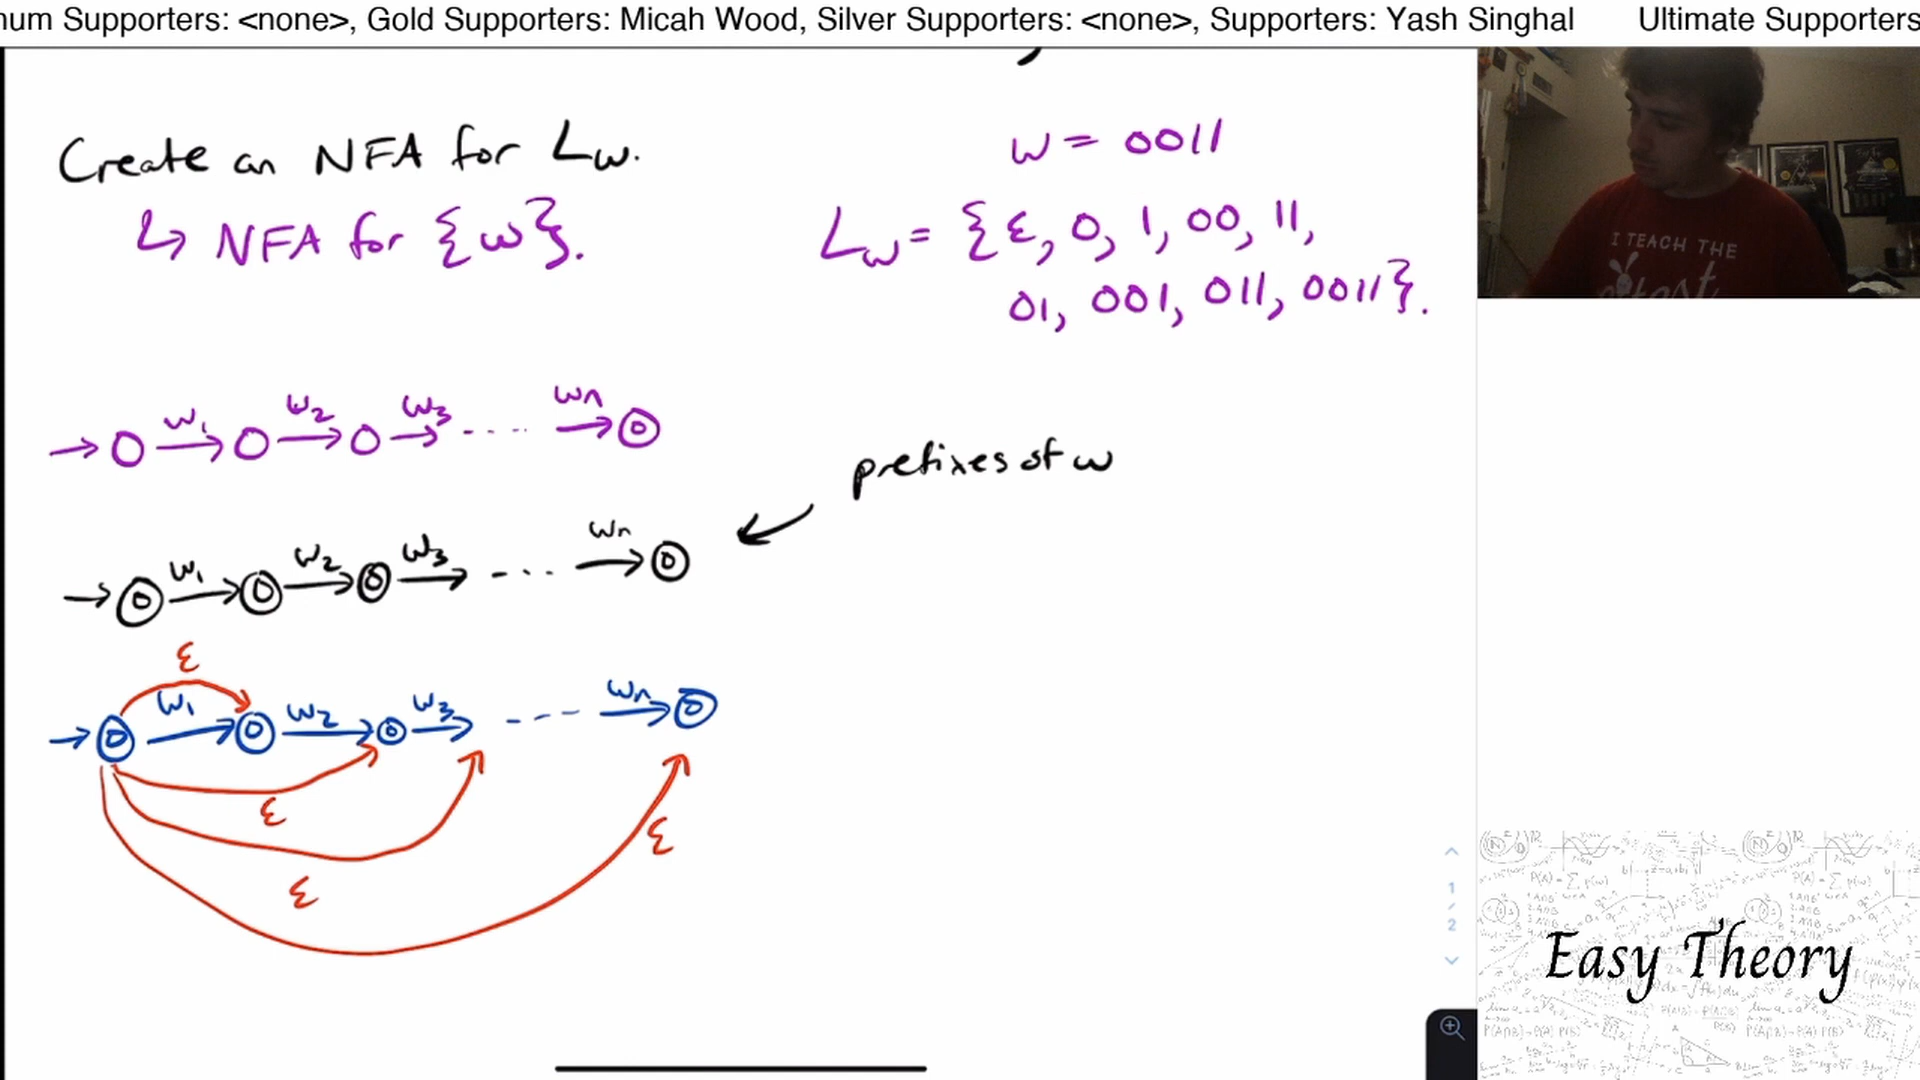 num Supporters: <none>, Gold Supporters: Micah Wood, Silver Supporters: <none>, Supporters: Yash Singhal Ultimate Supporters
Create an NFA for Lw.
↳ NFA for {w}.
w = 0011
Lw = {ε, 0, 1, 00, 11,
01, 001, 011, 0011}.
I TEACH THE
w1 w2 w3 .... wn
prefixes of w
w1 w2 w3 ... wn
ε
w1 w2 w3 --- wn
ε
ε
ε
1
2
Easy Theory